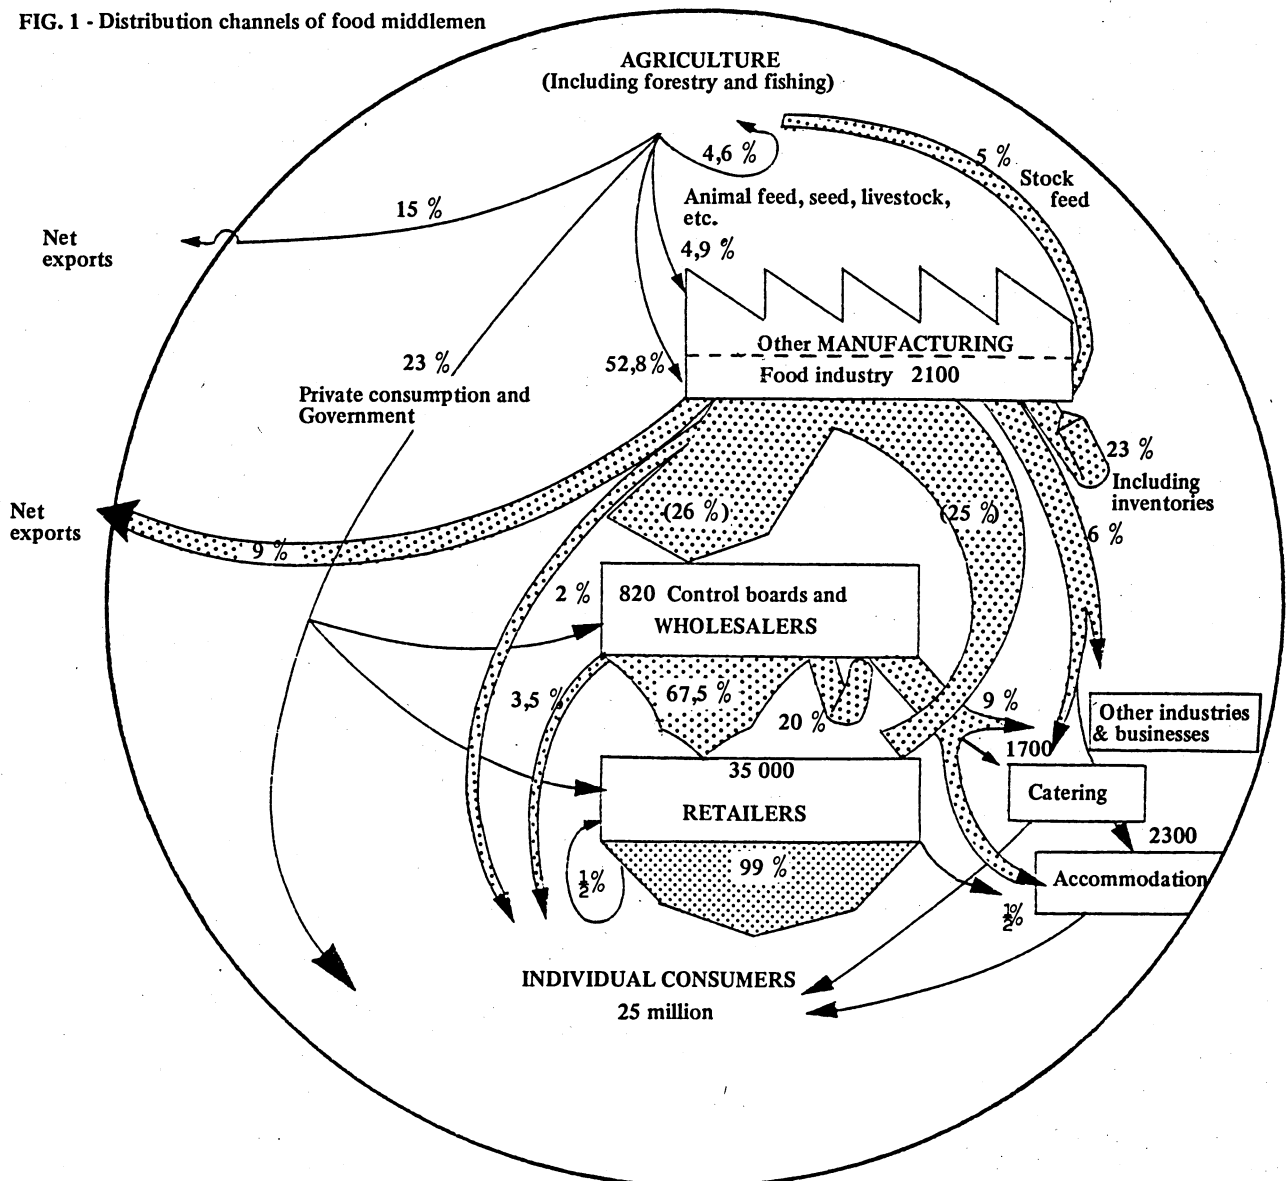 FIG. 1 - Distribution channels of food middlemen
AGRICULTURE
(Including forestry and fishing)
4,6 %
5 %
Stock
feed
Animal feed, seed, livestock,
etc.
15 %
Net
exports
4,9 %
Other MANUFACTURING
52,8%
Food industry 2100
23 %
Private consumption and
Government
23 %
Including
inventories
Net
exports
9 %
(26 %)
(25 %)
6 %
2 %
820 Control boards and
WHOLESALERS
3,5 %
67,5 %
20 %
9 %
Other industries
& businesses
1700
35 000
RETAILERS
Catering
2300
99 %
½%
Accommodation
½%
INDIVIDUAL CONSUMERS
25 million